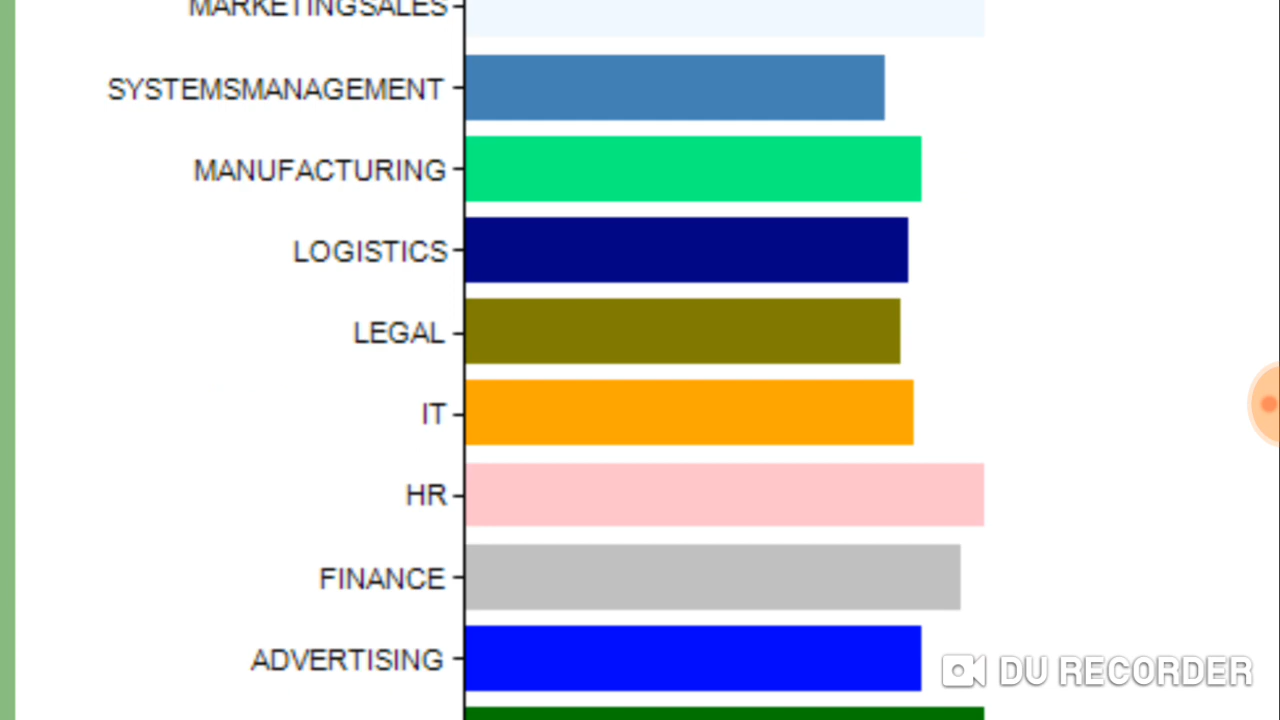 MARKETINGSALES
SYSTEMSMANAGEMENT
MANUFACTURING
LOGISTICS
LEGAL
IT
HR
FINANCE
ADVERTISING
DU RECORDER